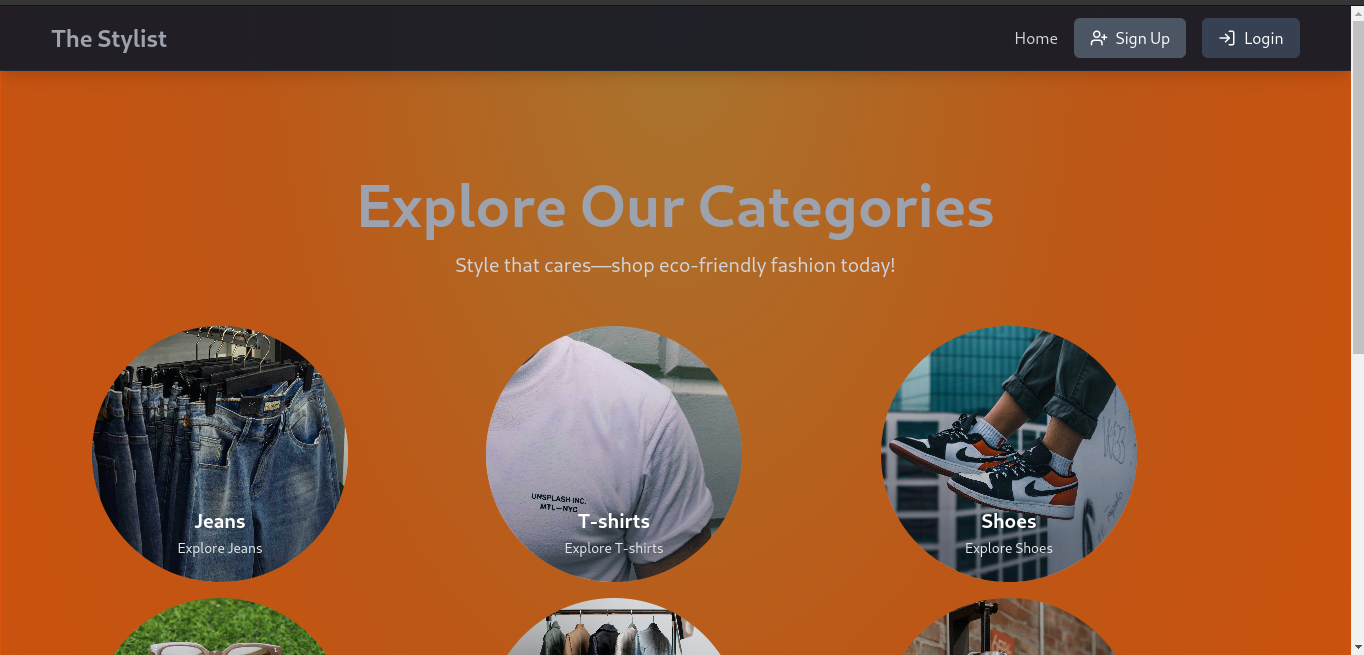 The Stylist
Home
Sign Up
Login
Explore Our Categories
Style that cares—shop eco-friendly fashion today!
UNSPLASH INC.
MTL—NYC
Jeans
Explore Jeans
T-shirts
Explore T-shirts
Shoes
Explore Shoes